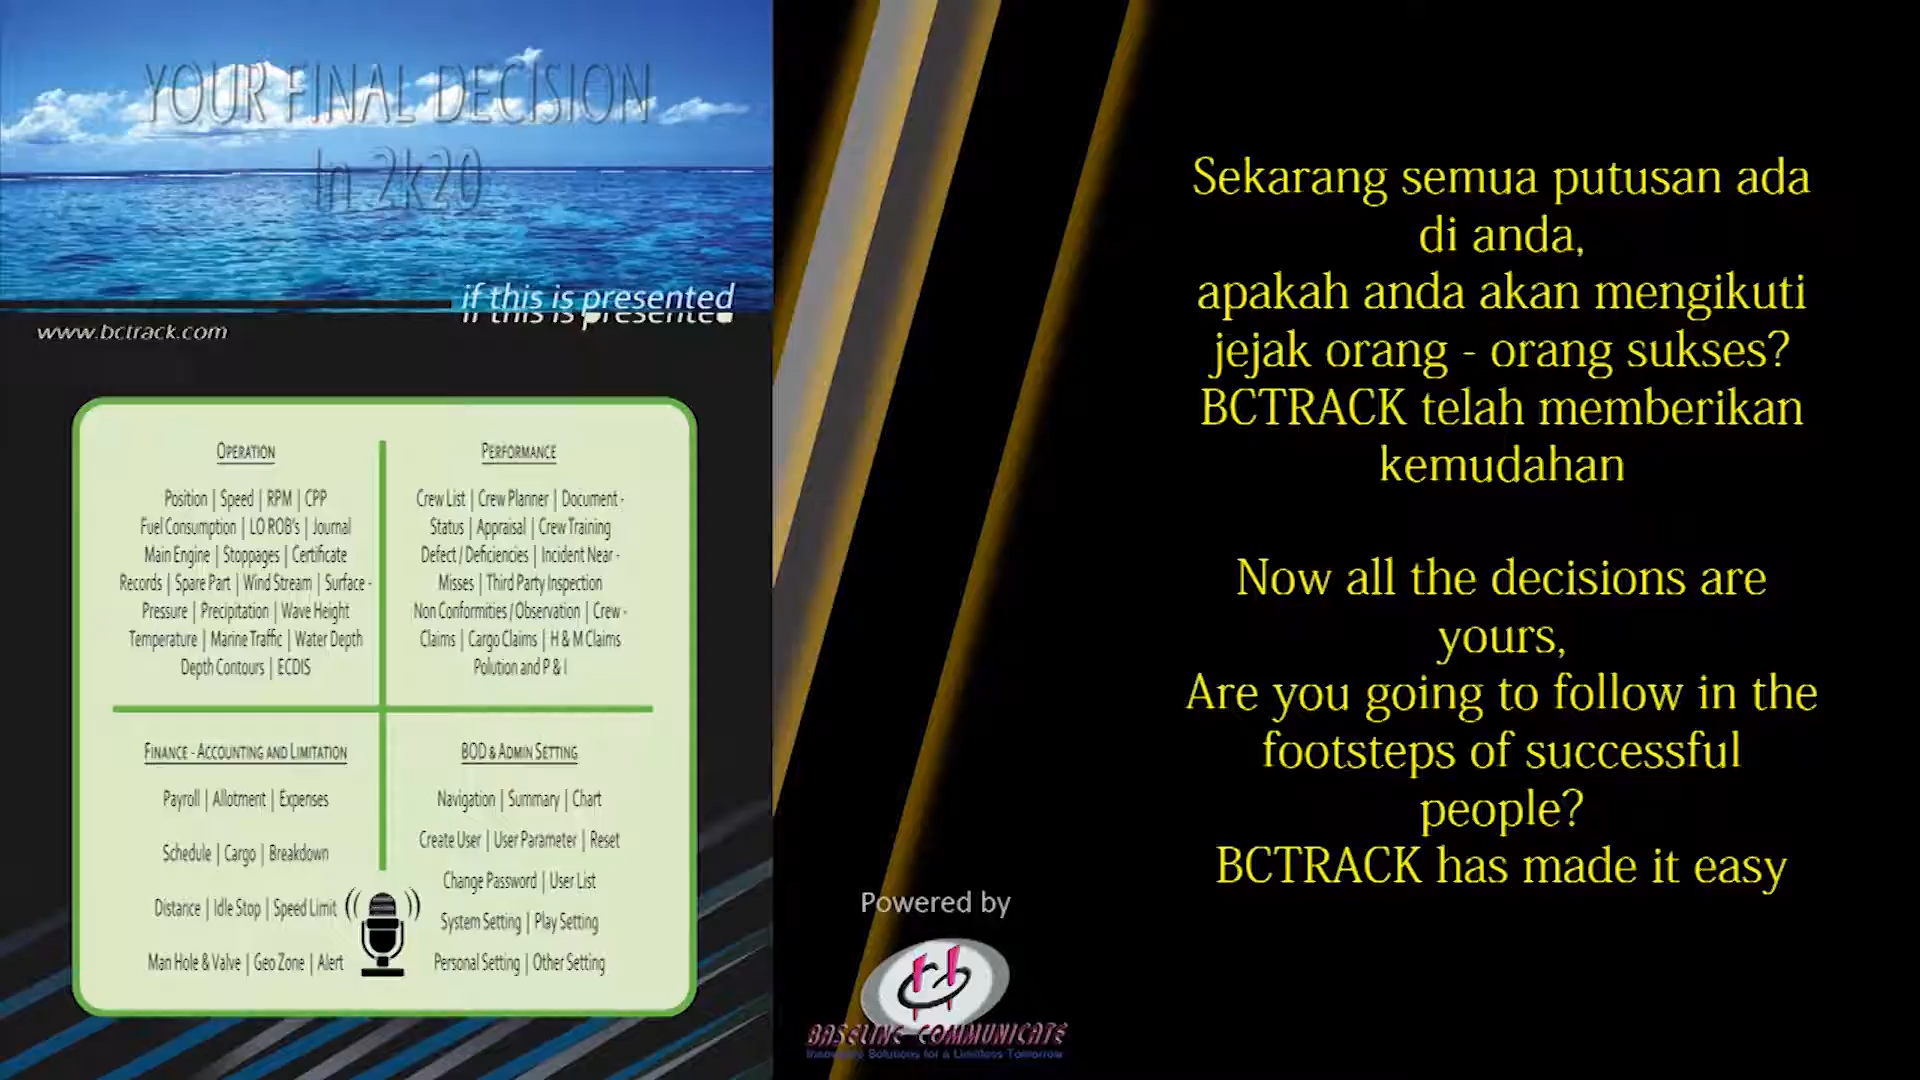 YOUR FINAL DECISION
In 2k20
if this is presented
www.bctrack.com
OPERATION
Position | Speed | RPM | CPP
Fuel Consumption | LO ROB's | Journal
Main Engine | Stoppages | Certificate
Records | Spare Part | Wind Stream | Surface -
Pressure | Precipitation | Wave Height
Temperature | Marine Traffic | Water Depth
Depth Contours | ECDIS
PERFORMANCE
Crew List | Crew Planner | Document -
Status | Appraisal | Crew Training
Defect / Deficiencies | Incident Near -
Misses | Third Party Inspection
Non Conformities / Observation | Crew -
Claims | Cargo Claims | H & M Claims
Polution and P & I
FINANCE - ACCOUNTING AND LIMITATION
Payroll | Allotment | Expenses
Schedule | Cargo | Breakdown
Distance | Idle Stop | Speed Limit
Man Hole & Valve | Geo Zone | Alert
BOD & ADMIN SETTING
Navigation | Summary | Chart
Create User | User Parameter | Reset
Change Password | User List
System Setting | Play Setting
Personal Setting | Other Setting
Powered by
BASELINE COMMUNICATE
Innovative Solutions for a Limitless Tomorrow
Sekarang semua putusan ada
di anda,
apakah anda akan mengikuti
jejak orang - orang sukses?
BCTRACK telah memberikan
kemudahan
Now all the decisions are
yours,
Are you going to follow in the
footsteps of successful
people?
BCTRACK has made it easy